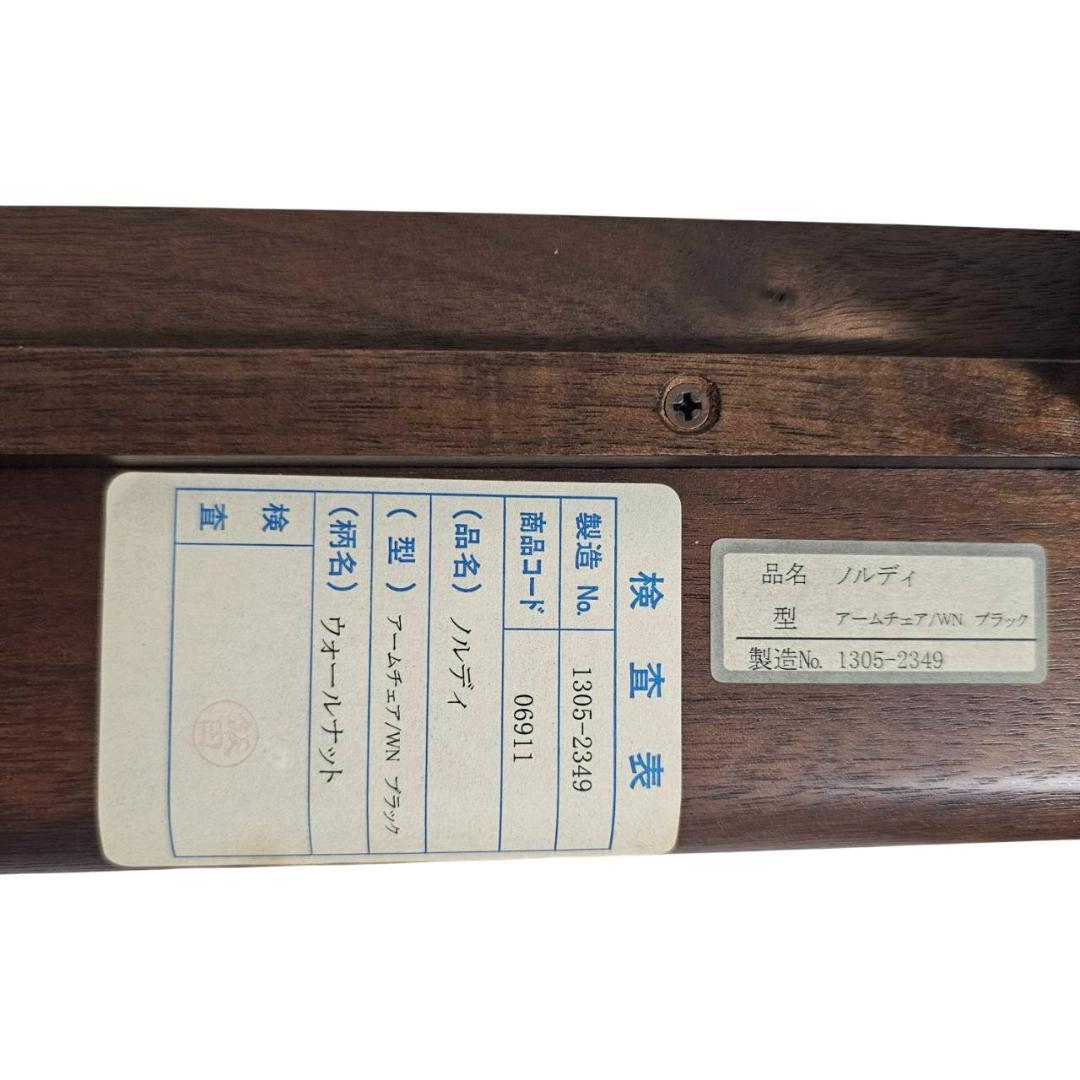 検査表
製造 No. 1305-2349
商品コード 06911
(品名) ノルディ
(型) アームチェア/WN ブラック
(柄名) ウォールナット
検査
品名 ノルディ
型 アームチェア/WN ブラック
製造No. 1305-2349